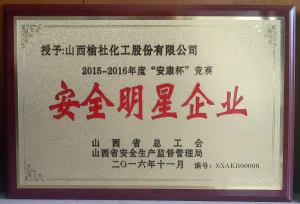 授予:山西榆社化工股份有限公司
2015-2016年度“安康杯”竞赛
安全明星企业
山西省总工会
山西省安全生产监督管理局
二〇一六年十一月 编号:SXAKB00006